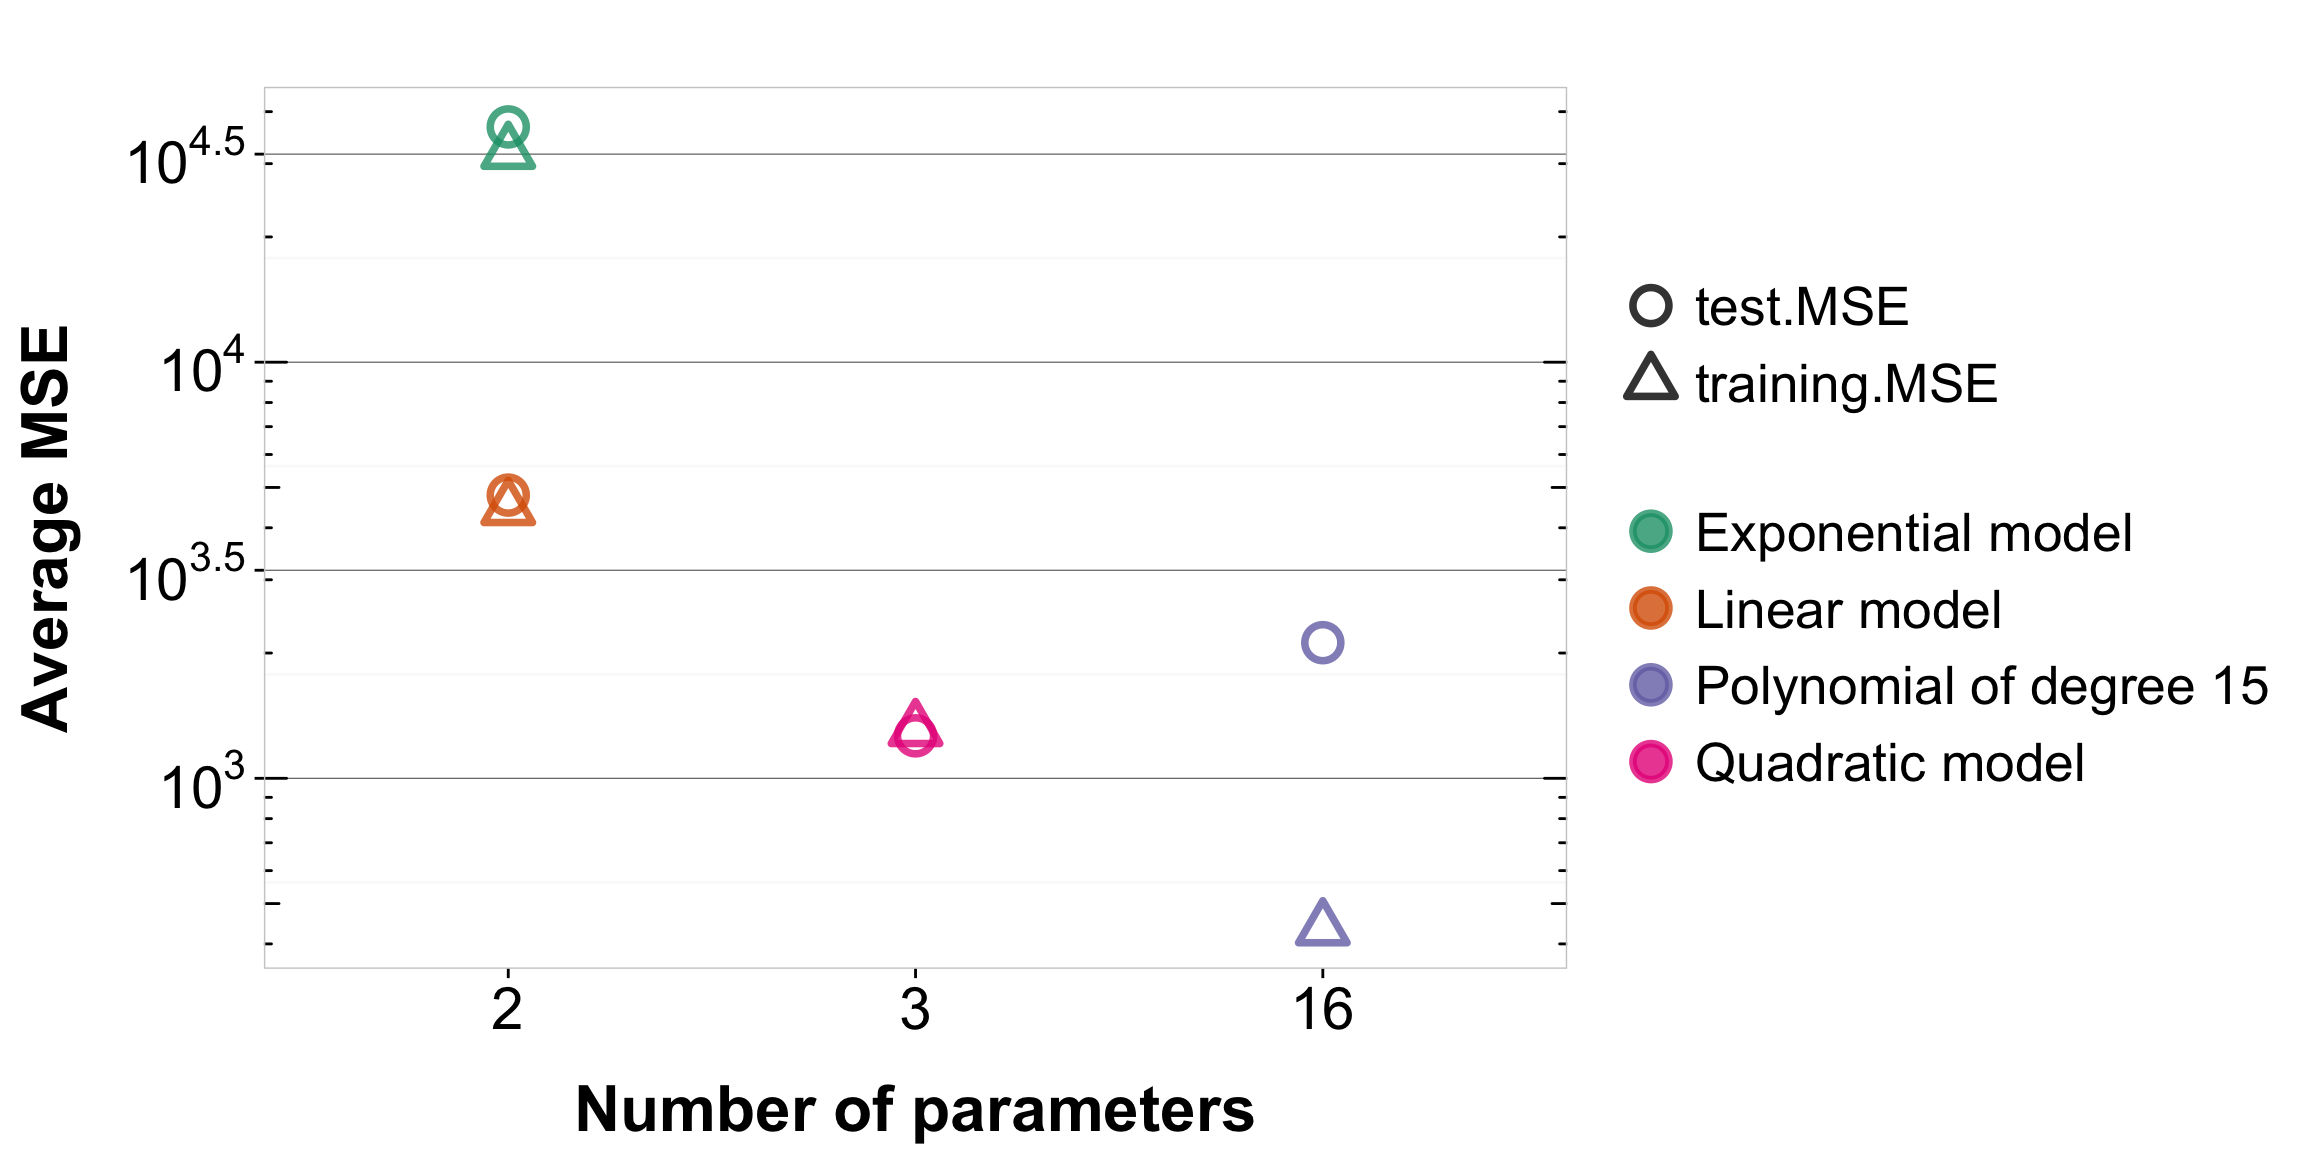 Average MSE
10^4.5
10^4
10^3.5
10^3
2 3 16
Number of parameters
test.MSE
training.MSE
Exponential model
Linear model
Polynomial of degree 15
Quadratic model